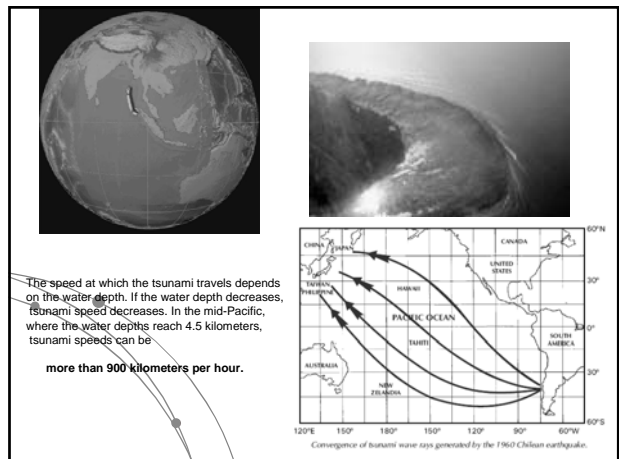 The speed at which the tsunami travels depends
on the water depth. If the water depth decreases,
tsunami speed decreases. In the mid-Pacific,
where the water depths reach 4.5 kilometers,
tsunami speeds can be
more than 900 kilometers per hour.
60°N
CHINA
JAPAN
CANADA
UNITED
STATES
30°
TAIWAN
PHILIPPINE
HAWAII
PACIFIC OCEAN
0°
SOUTH
AMERICA
TAHITI
AUSTRALIA
30°
NEW
ZELANDIA
60°S
120°E 150° 180° 150° 120° 90° 60°W
Convergence of tsunami wave rays generated by the 1960 Chilean earthquake.